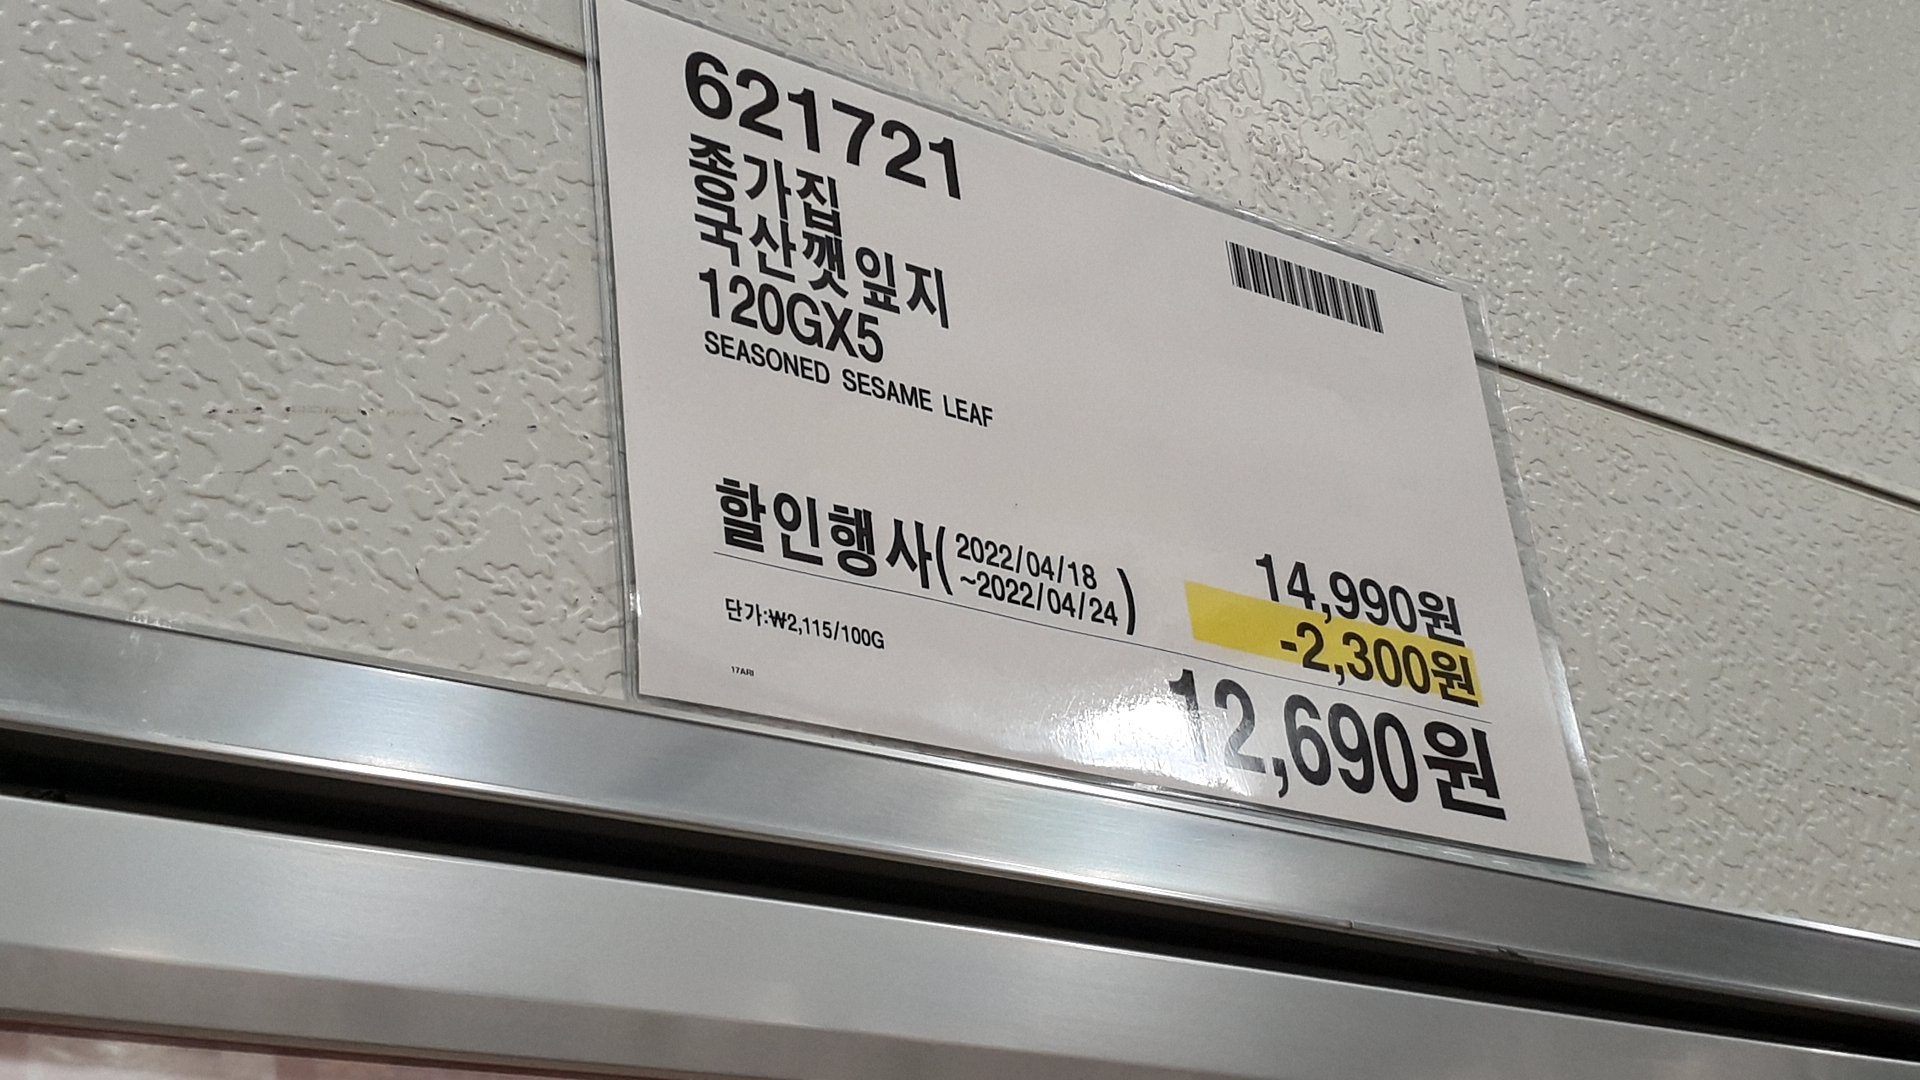 621721
종가집
국산깻잎지
120GX5
SEASONED SESAME LEAF
할인행사(2022/04/18
~2022/04/24)
14,990원
-2,300원
단가:₩2,115/100G
12,690원
17ARI